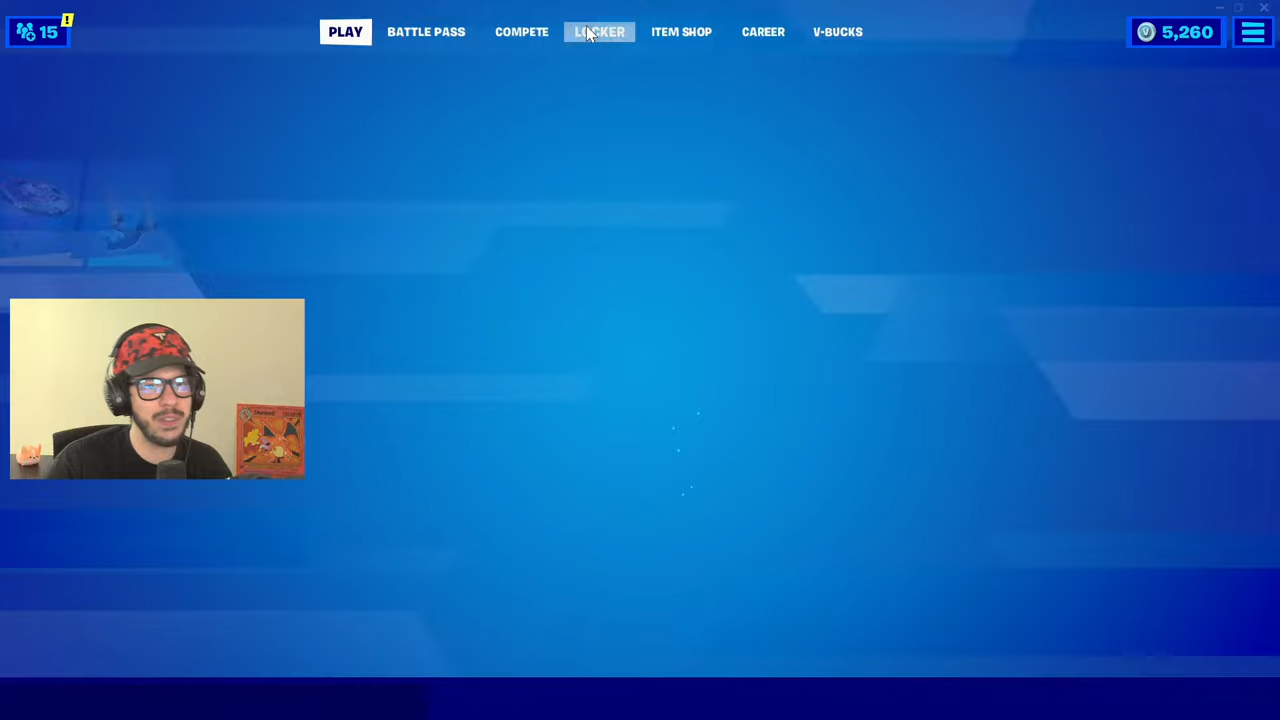 15
!
PLAY
BATTLE PASS
COMPETE
LOCKER
ITEM SHOP
CAREER
V-BUCKS
V
5,260